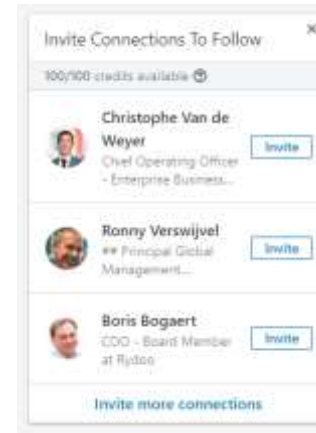 Invite Connections To Follow
×
100/100 credits available ?
Christophe Van de
Weyer
Chief Operating Officer
- Enterprise Business...
Invite
Ronny Verswijvel
## Principal Global
Management...
Invite
Boris Bogaert
COO - Board Member
at Rydoo
Invite
Invite more connections